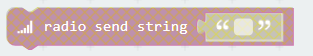 radio send string “ ”